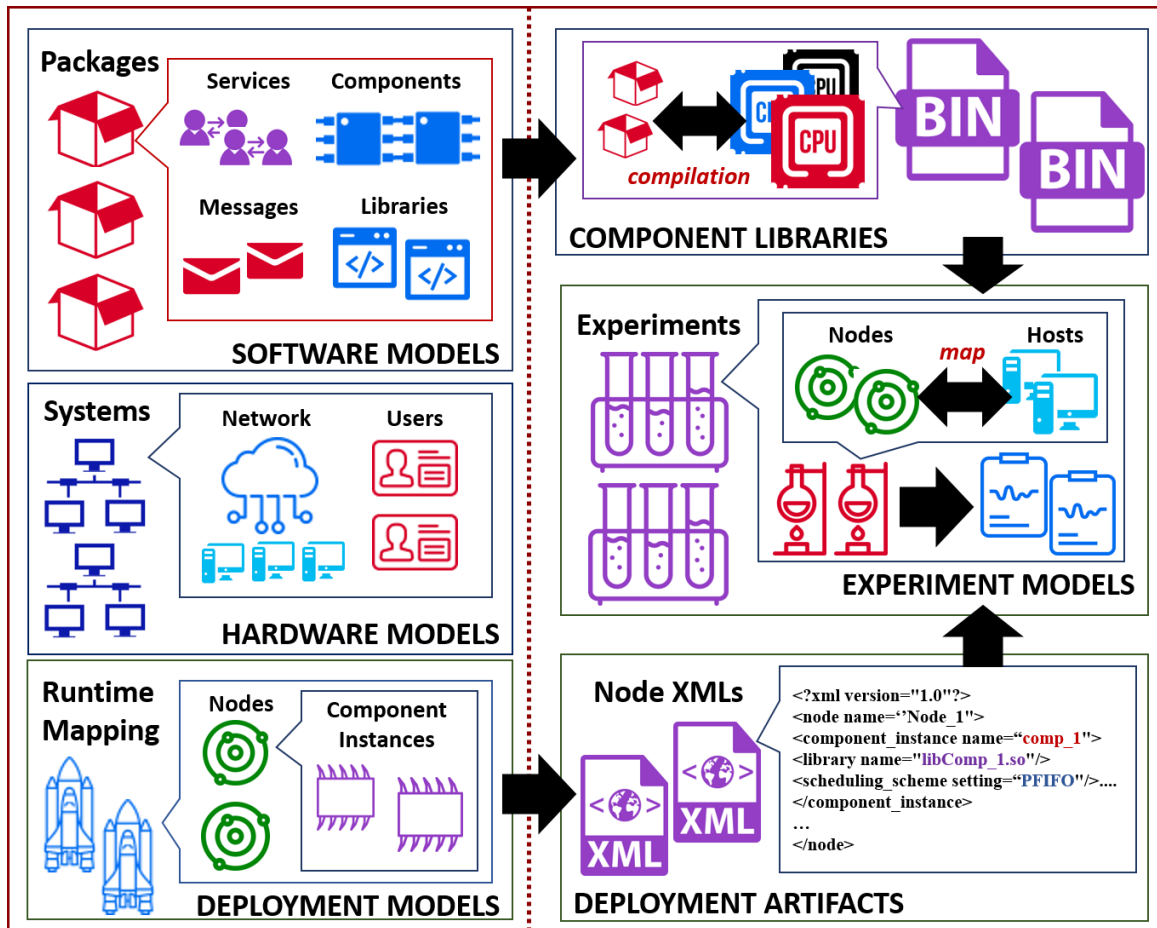 Packages
Services
Components
Messages
Libraries
SOFTWARE MODELS
Systems
Network
Users
HARDWARE MODELS
Runtime
Mapping
Nodes
Component
Instances
DEPLOYMENT MODELS
compilation
CPU
CPU
CPU
BIN
BIN
COMPONENT LIBRARIES
Experiments
Nodes
map
Hosts
EXPERIMENT MODELS
Node XMLs
XML
XML
<?xml version="1.0"?>
<node name=‘’Node_1">
<component_instance name=“comp_1">
<library name="libComp_1.so"/>
<scheduling_scheme setting=“PFIFO"/>....
</component_instance>
…
</node>
DEPLOYMENT ARTIFACTS